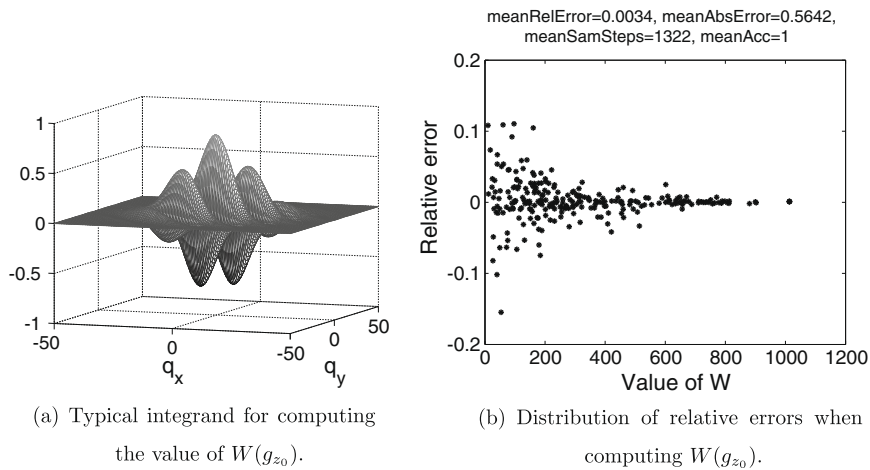 1
0.5
0
-0.5
-1
-50
0
q_x
-50
0
50
q_y
(a) Typical integrand for computing
the value of W(g_{z_0}).
meanRelError=0.0034, meanAbsError=0.5642,
meanSamSteps=1322, meanAcc=1
Relative error
0.2
0.1
0
-0.1
-0.2
0 200 400 600 800 1000 1200
Value of W
(b) Distribution of relative errors when
computing W(g_{z_0}).